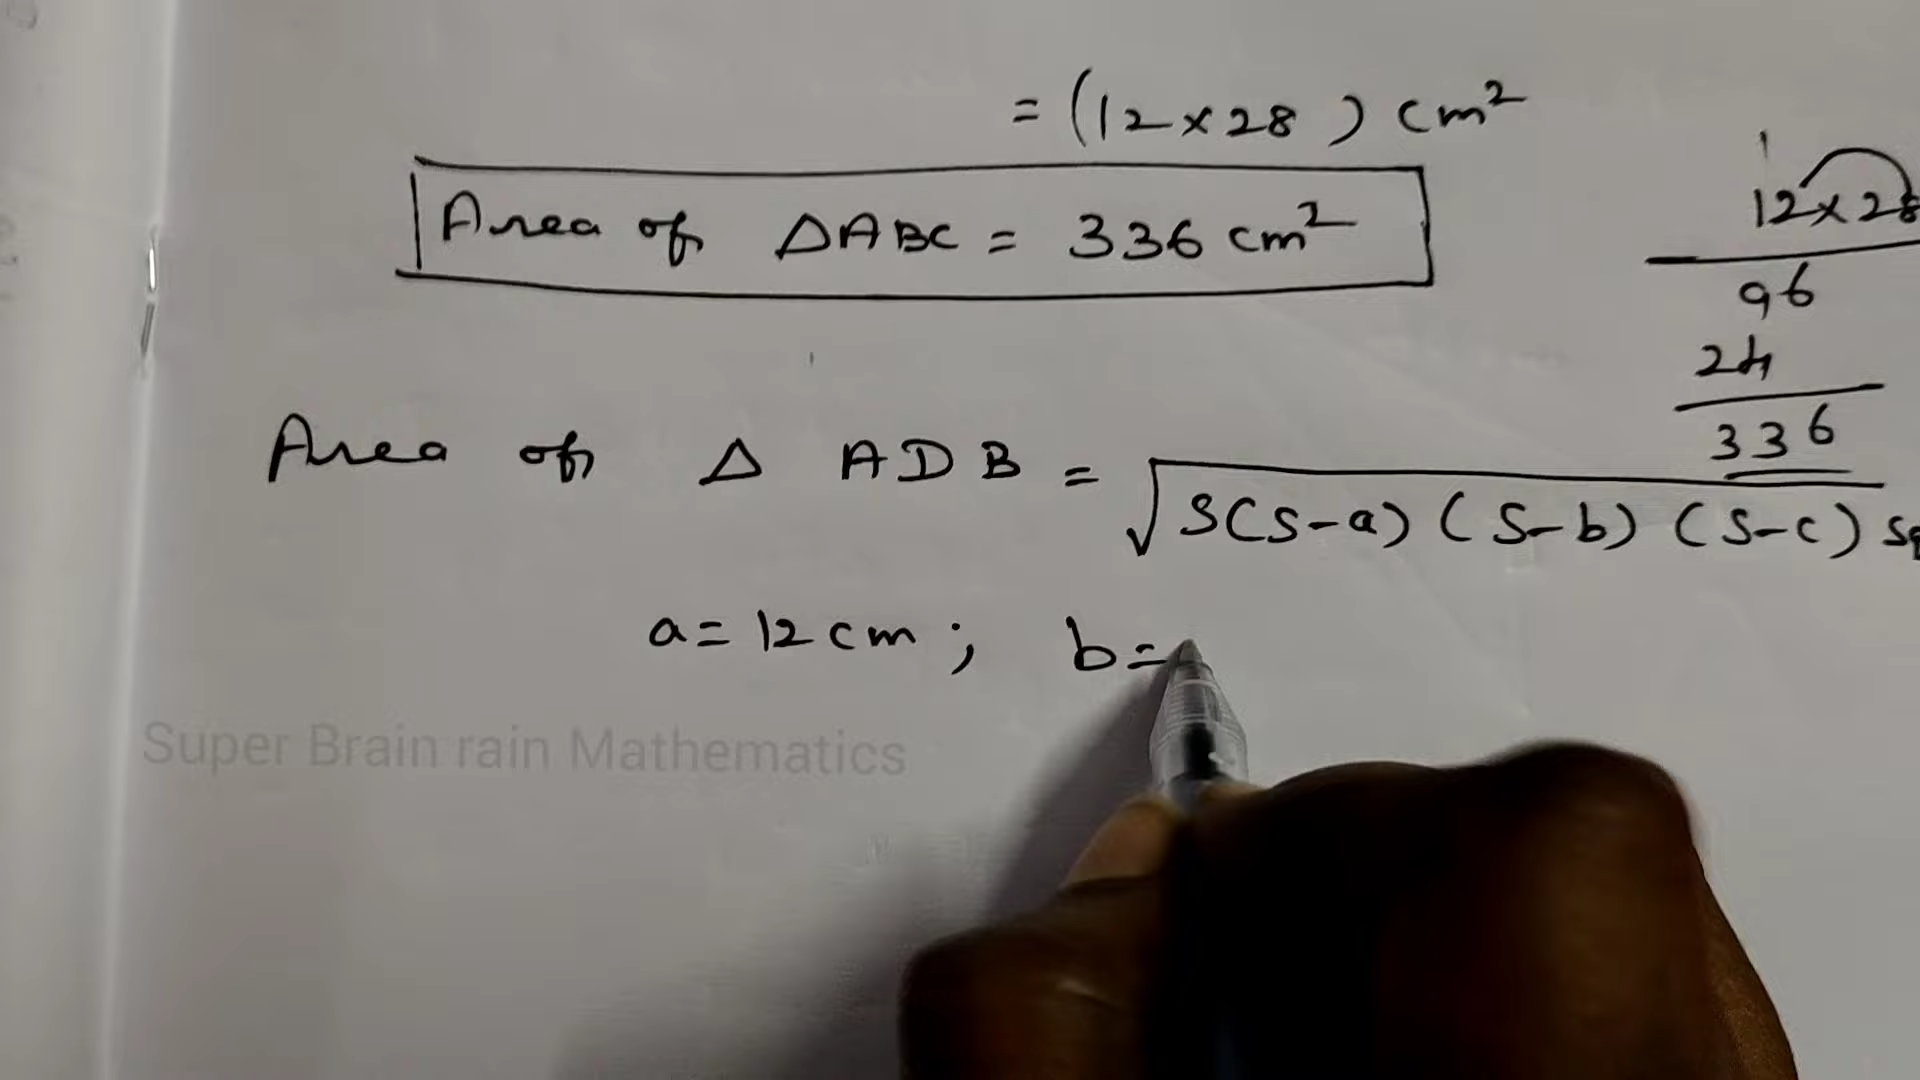 = (12×28) cm²
Area of △ABC = 336 cm²
12×28
96
24
336
Area of △ ADB = √S(S-a) (S-b) (S-c)
a = 12 cm ; b =
Super Brain rain Mathematics